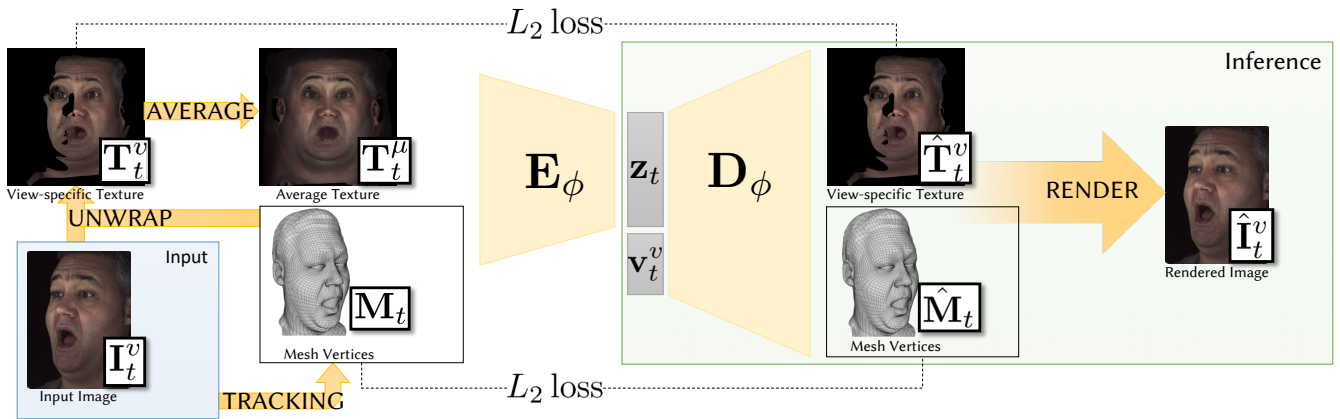 L₂ loss
Inference
AVERAGE
T_t^v
View-specific Texture
T_t^μ
Average Texture
E_ϕ
z_t
v_t^v
D_ϕ
T̂_t^v
View-specific Texture
RENDER
Î_t^v
Rendered Image
UNWRAP
Input
I_t^v
Input Image
M_t
Mesh Vertices
M̂_t
Mesh Vertices
TRACKING
L₂ loss